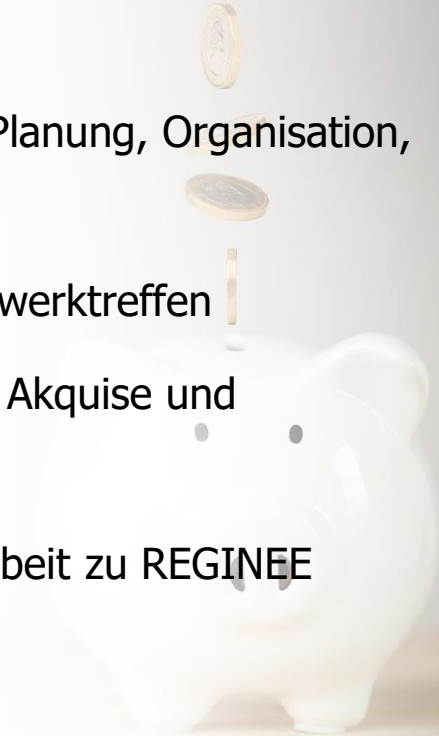 Planung, Organisation,
werktreffen
Akquise und
beit zu REGINEE